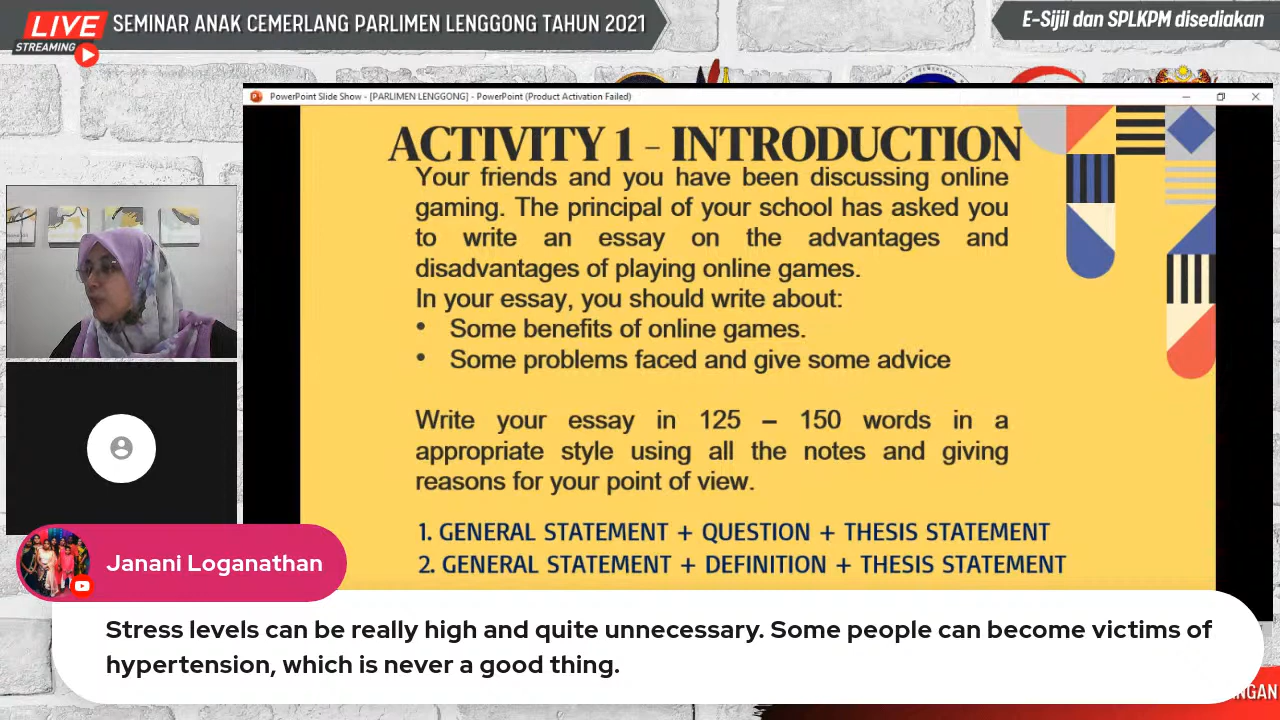 LIVE
STREAMING
SEMINAR ANAK CEMERLANG PARLIMEN LENGGONG TAHUN 2021
E-Sijil dan SPLKPM disediakan
PowerPoint Slide Show - [PARLIMEN LENGGONG] - PowerPoint (Product Activation Failed)
ACTIVITY 1 - INTRODUCTION
Your friends and you have been discussing online
gaming. The principal of your school has asked you
to write an essay on the advantages and
disadvantages of playing online games.
In your essay, you should write about:
• Some benefits of online games.
• Some problems faced and give some advice
Write your essay in 125 – 150 words in a
appropriate style using all the notes and giving
reasons for your point of view.
1. GENERAL STATEMENT + QUESTION + THESIS STATEMENT
2. GENERAL STATEMENT + DEFINITION + THESIS STATEMENT
Janani Loganathan
Stress levels can be really high and quite unnecessary. Some people can become victims of
hypertension, which is never a good thing.